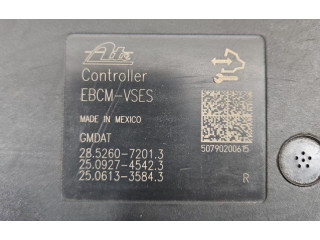 Ate
Controller
EBCM-VSES
MADE IN MEXICO
50790200615
GMDAT
28.5260-7201.3
25.0927-4542.3
25.0613-3584.3
R